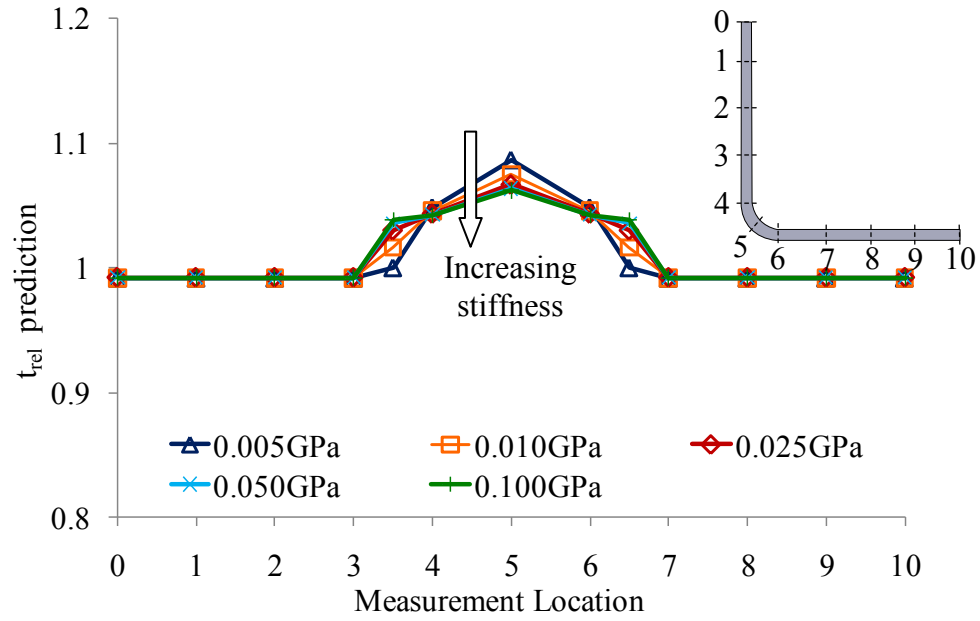 1.2
1.1
1
0.9
0.8
t_rel prediction
0
1
2
3
4
5
6 7 8 9 10
Increasing
stiffness
0.005GPa 0.010GPa 0.025GPa
0.050GPa 0.100GPa
0 1 2 3 4 5 6 7 8 9 10
Measurement Location